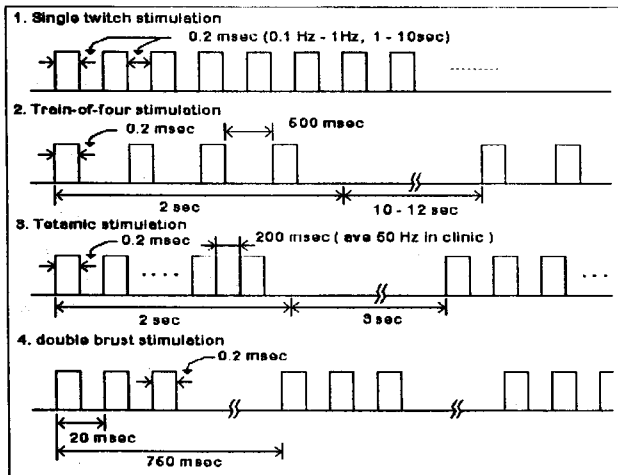 1. Single twitch stimulation
0.2 msec (0.1 Hz - 1Hz, 1 - 10sec)
2. Train-of-four stimulation
0.2 msec
500 msec
2 sec
10 - 12 sec
3. Tetamic stimulation
0.2 msec
200 msec ( ave 50 Hz in clinic )
2 sec
3 sec
4. double brust stimulation
0.2 msec
20 msec
750 msec